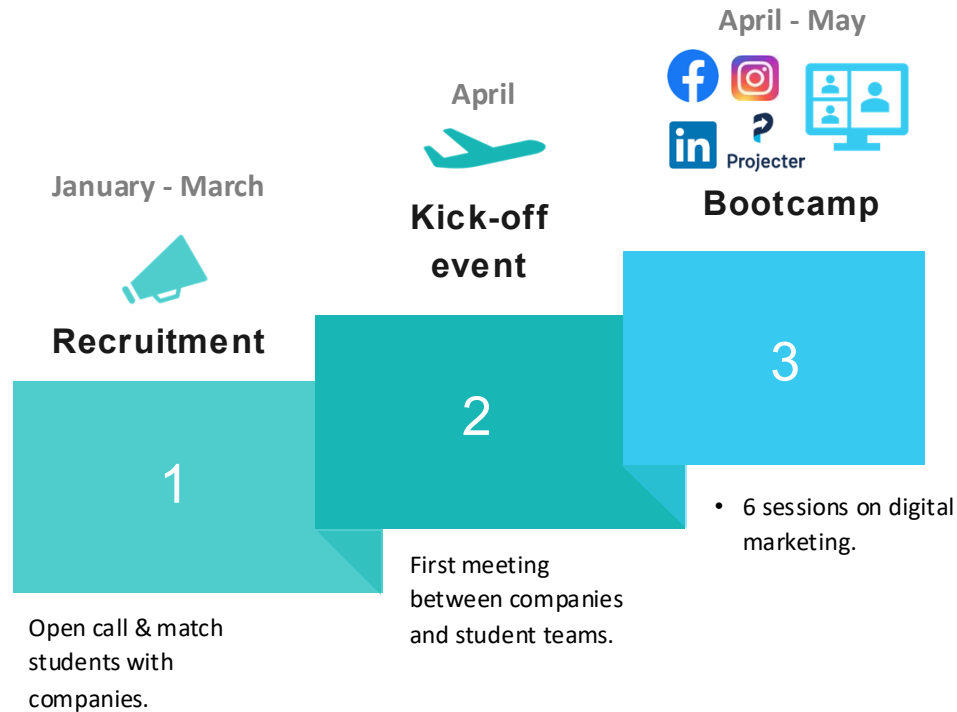 January - March
Recruitment
1
Open call & match
students with
companies.
April
Kick-off
event
2
First meeting
between companies
and student teams.
April - May
in
Projecter
Bootcamp
3
• 6 sessions on digital
marketing.